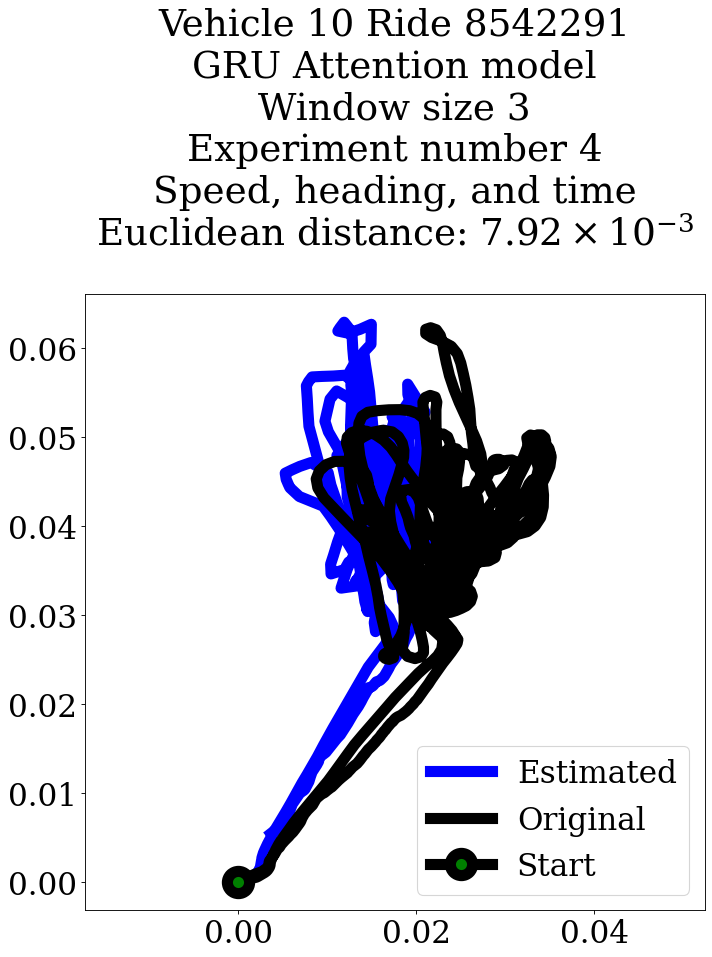 Vehicle 10 Ride 8542291
GRU Attention model
Window size 3
Experiment number 4
Speed, heading, and time
Euclidean distance: 7.92 × 10⁻³
0.06
0.05
0.04
0.03
0.02
0.01
0.00
Estimated
Original
Start
0.00 0.02 0.04